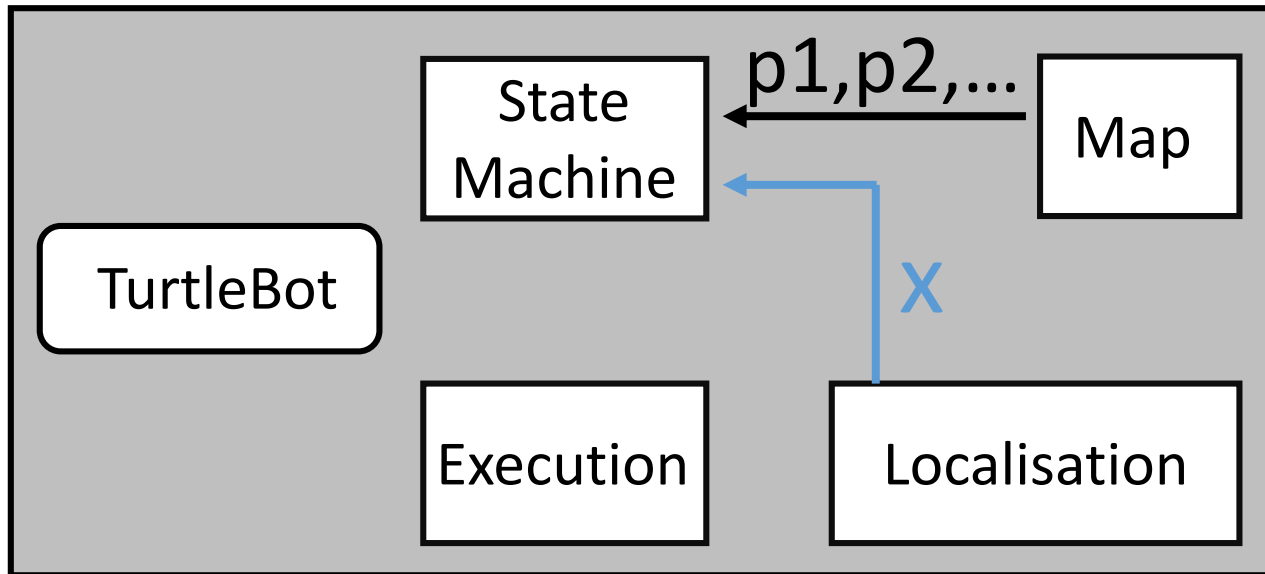 p1,p2,...
State
Machine
Map
TurtleBot
x
Execution
Localisation